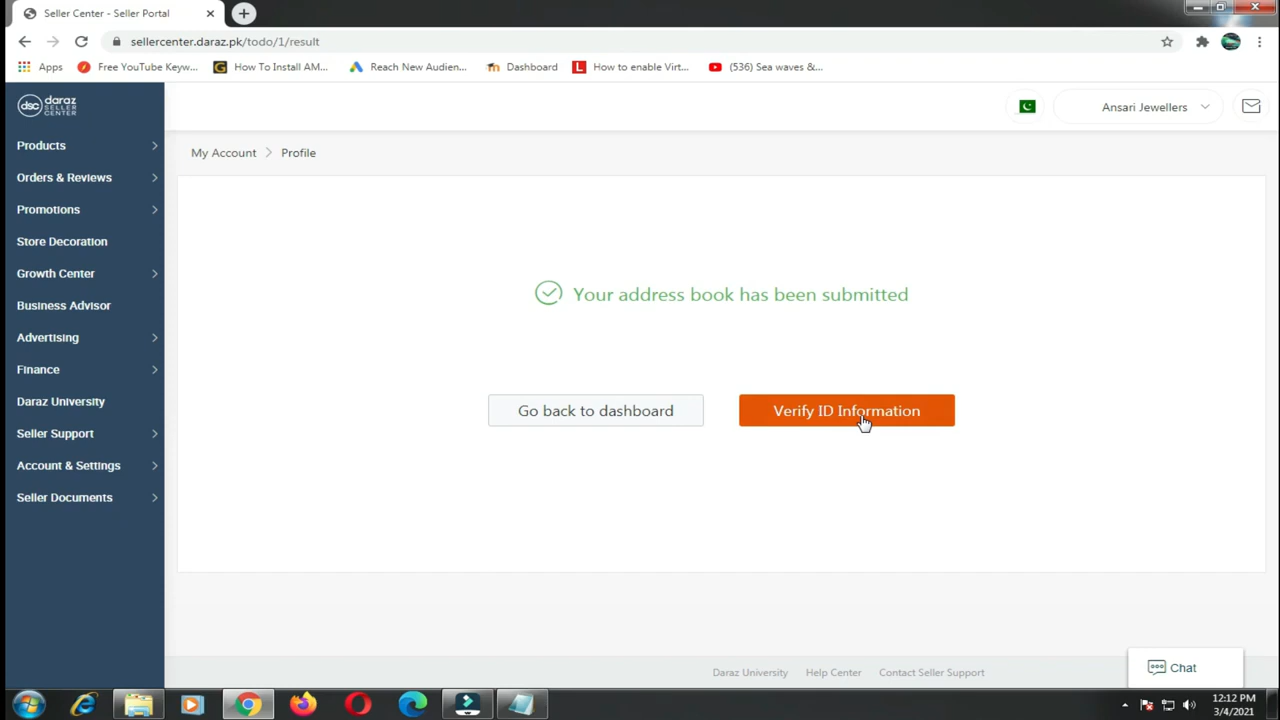 Seller Center - Seller Portal
sellercenter.daraz.pk/todo/1/result
Apps
Free YouTube Keyw...
How To Install AM...
Reach New Audien...
Dashboard
How to enable Virt...
(536) Sea waves &...
dsc daraz SELLER CENTER
Ansari Jewellers
Products
Orders & Reviews
Promotions
Store Decoration
Growth Center
Business Advisor
Advertising
Finance
Daraz University
Seller Support
Account & Settings
Seller Documents
My Account > Profile
Your address book has been submitted
Go back to dashboard
Verify ID Information
Daraz University
Help Center
Contact Seller Support
Chat
12:12 PM
3/4/2021